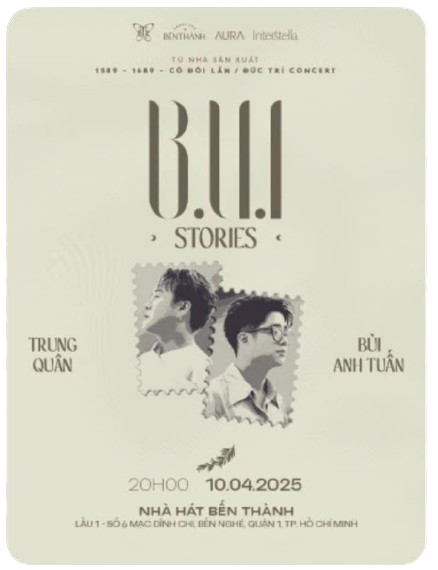 BẾN THÀNH AURA InterStella
TỪ NHÀ SẢN XUẤT
1589 - 1689 - CÓ ĐÔI LẦN / ĐỨC TRÍ CONCERT
B.U.I
STORIES
TRUNG
QUÂN
BÙI
ANH TUẤN
20H00 10.04.2025
NHÀ HÁT BẾN THÀNH
LẦU 1 - SỐ 6 MẠC ĐĨNH CHI, BẾN NGHÉ, QUẬN 1, TP. HỒ CHÍ MINH